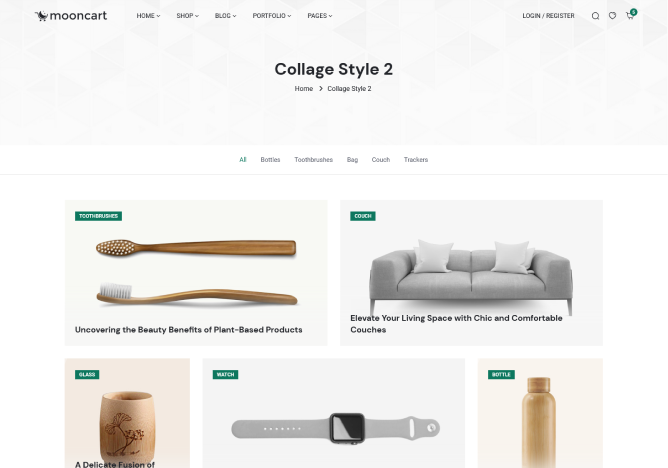 mooncart HOME SHOP BLOG PORTFOLIO PAGES LOGIN / REGISTER
Collage Style 2
Home > Collage Style 2
All Bottles Toothbrushes Bag Couch Trackers
TOOTHBRUSHES
Uncovering the Beauty Benefits of Plant-Based Products
COUCH
Elevate Your Living Space with Chic and Comfortable
Couches
GLASS
A Delicate Fusion of
WATCH
BOTTLE